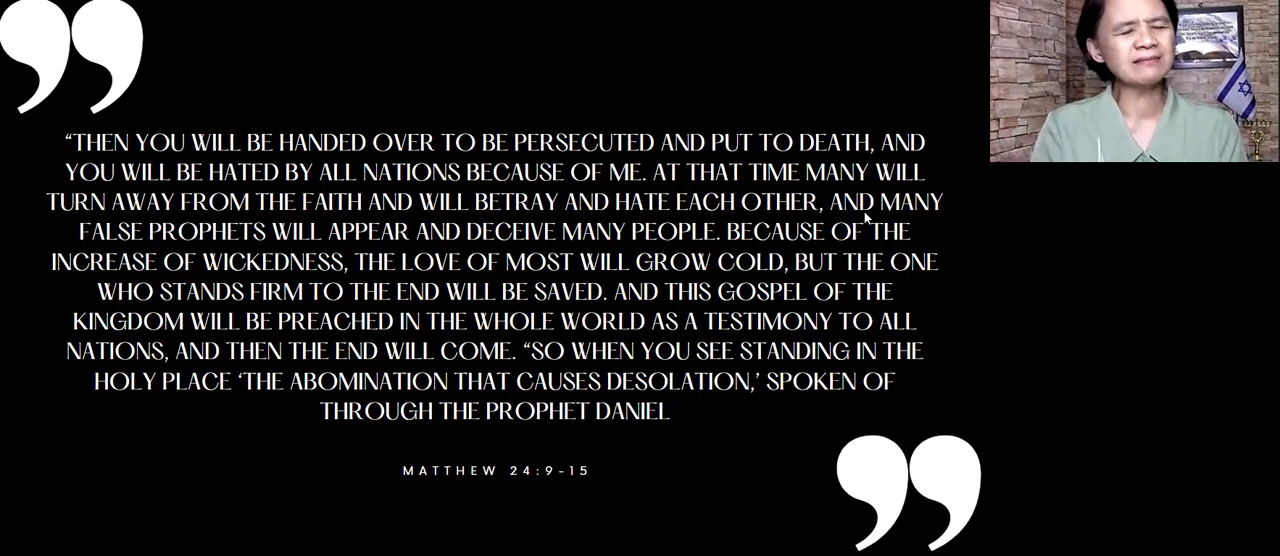 “THEN YOU WILL BE HANDED OVER TO BE PERSECUTED AND PUT TO DEATH, AND
YOU WILL BE HATED BY ALL NATIONS BECAUSE OF ME. AT THAT TIME MANY WILL
TURN AWAY FROM THE FAITH AND WILL BETRAY AND HATE EACH OTHER, AND MANY
FALSE PROPHETS WILL APPEAR AND DECEIVE MANY PEOPLE. BECAUSE OF THE
INCREASE OF WICKEDNESS, THE LOVE OF MOST WILL GROW COLD, BUT THE ONE
WHO STANDS FIRM TO THE END WILL BE SAVED. AND THIS GOSPEL OF THE
KINGDOM WILL BE PREACHED IN THE WHOLE WORLD AS A TESTIMONY TO ALL
NATIONS, AND THEN THE END WILL COME. “SO WHEN YOU SEE STANDING IN THE
HOLY PLACE ‘THE ABOMINATION THAT CAUSES DESOLATION,’ SPOKEN OF
THROUGH THE PROPHET DANIEL
MATTHEW 24:9-15